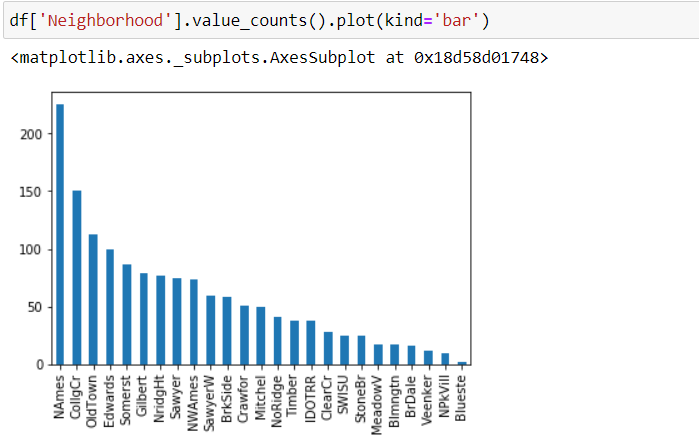 df['Neighborhood'].value_counts().plot(kind='bar')
<matplotlib.axes._subplots.AxesSubplot at 0x18d58d01748>
200
150
100
50
0
NAmes
CollgCr
OldTown
Edwards
Somerst
Gilbert
NridgHt
Sawyer
NWAmes
SawyerW
BrkSide
Crawfor
Mitchel
NoRidge
Timber
IDOTRR
ClearCr
SWISU
StoneBr
MeadowV
Blmngtn
BrDale
Veenker
NPkVill
Blueste